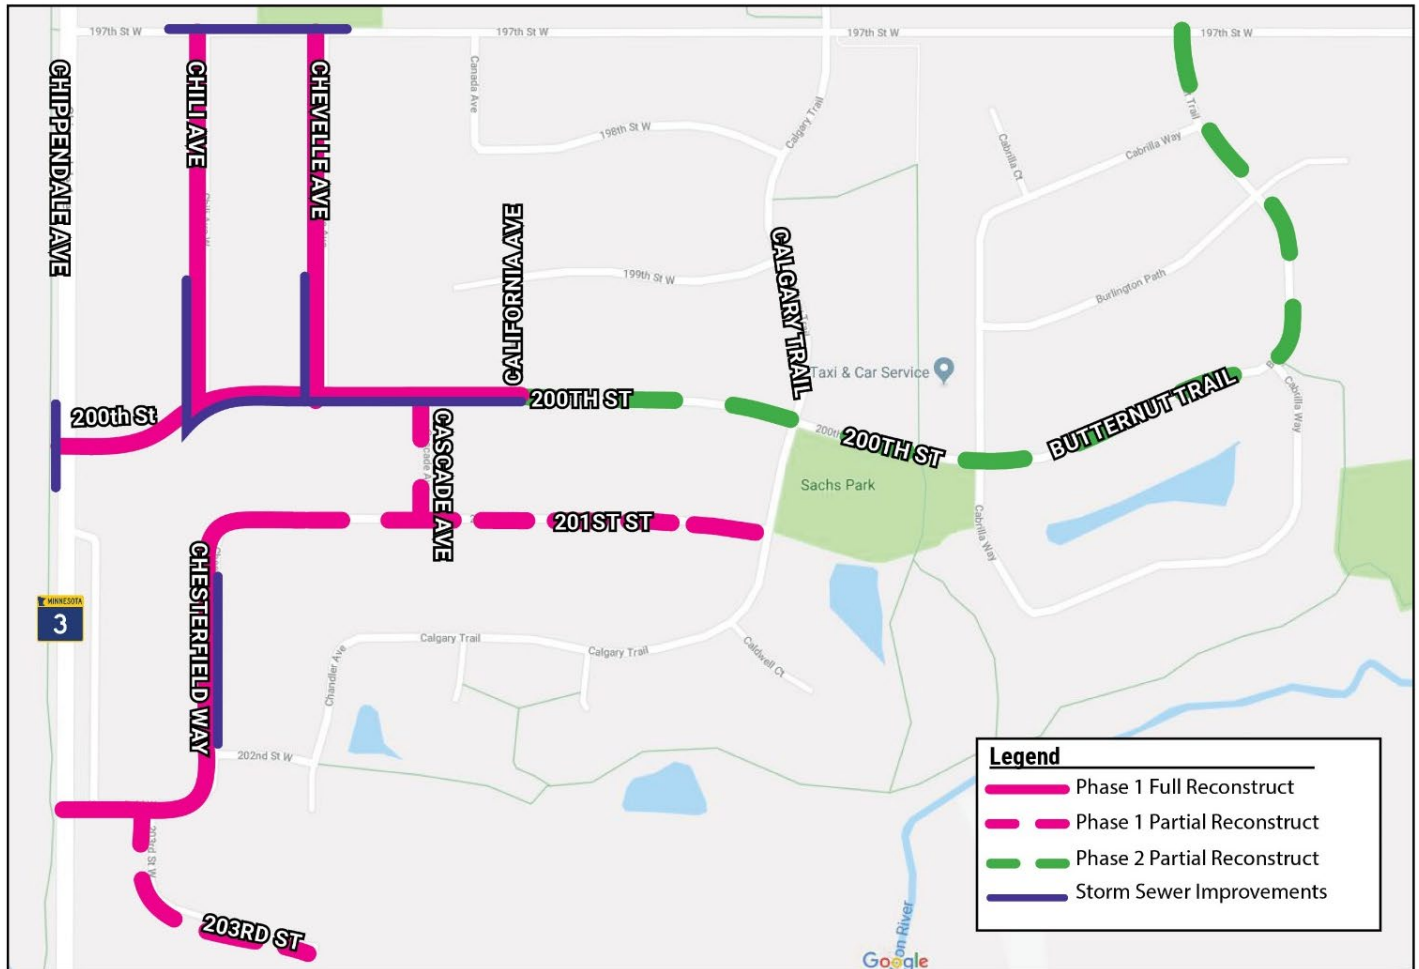 197th St W
197th St W
197th St W
197th St W
CHIPPENDALE AVE
CHILI AVE
CHEVELLE AVE
Canada Ave
198th St W
Calgary Trail
Trail
Cabrilla Ct
Cabrilla Way
CALIFORNIA AVE
199th St W
CALGARY TRAIL
Burlington Path
Taxi & Car Service
200th St
200TH ST
200TH ST
BUTTERNUT TRAIL
Cabrilla Way
CASCADE AVE
Sachs Park
201ST ST
Cabrilla Way
CHESTERFIELD WAY
MINNESOTA
3
Chandler Ave
Calgary Trail
Calgary Trail
Caldwell Ct
202nd St W
203rd St W
203RD ST
Legend
Phase 1 Full Reconstruct
Phase 1 Partial Reconstruct
Phase 2 Partial Reconstruct
Storm Sewer Improvements
River
Google